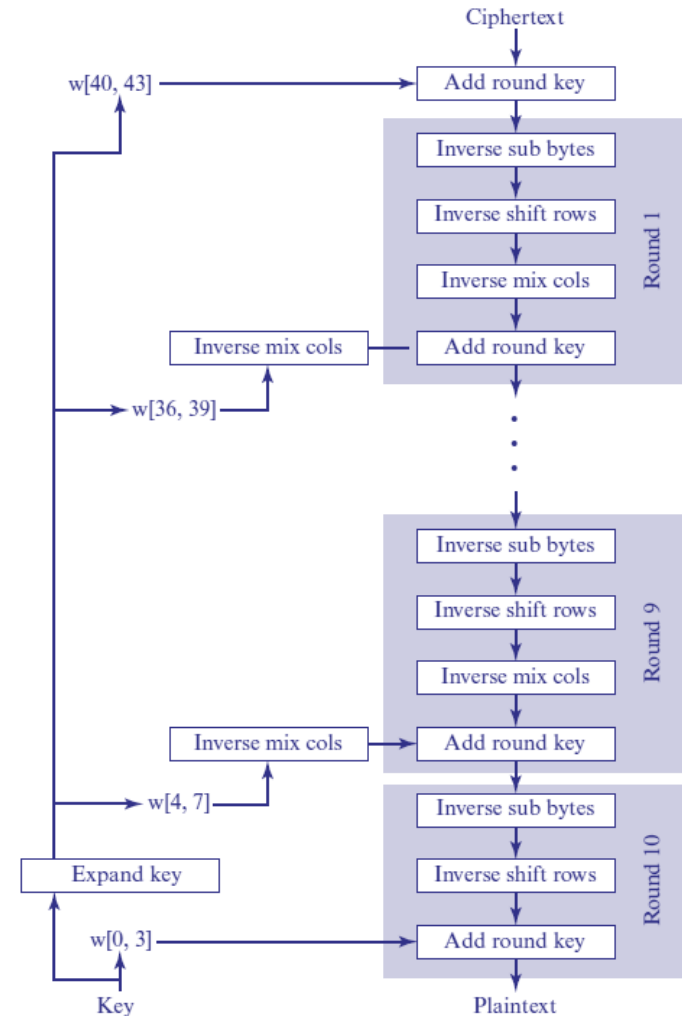 Ciphertext
w[40, 43]
Add round key
Inverse sub bytes
Inverse shift rows
Inverse mix cols
Round 1
Inverse mix cols
Add round key
w[36, 39]
Inverse sub bytes
Inverse shift rows
Inverse mix cols
Round 9
Inverse mix cols
Add round key
w[4, 7]
Inverse sub bytes
Expand key
Inverse shift rows
Round 10
w[0, 3]
Add round key
Key
Plaintext